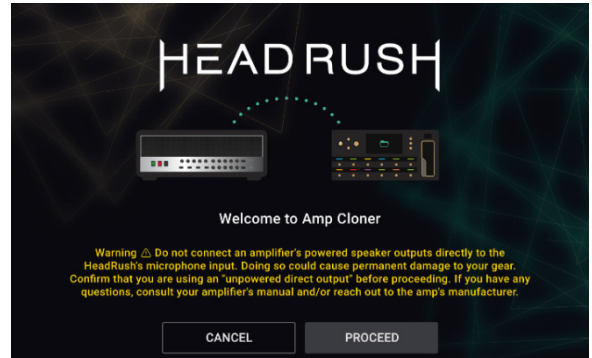 HEADRUSH
Welcome to Amp Cloner
Warning ⚠ Do not connect an amplifier's powered speaker outputs directly to the
HeadRush's microphone input. Doing so could cause permanent damage to your gear.
Confirm that you are using an "unpowered direct output" before proceeding. If you have any
questions, consult your amplifier's manual and/or reach out to the amp's manufacturer.
CANCEL
PROCEED